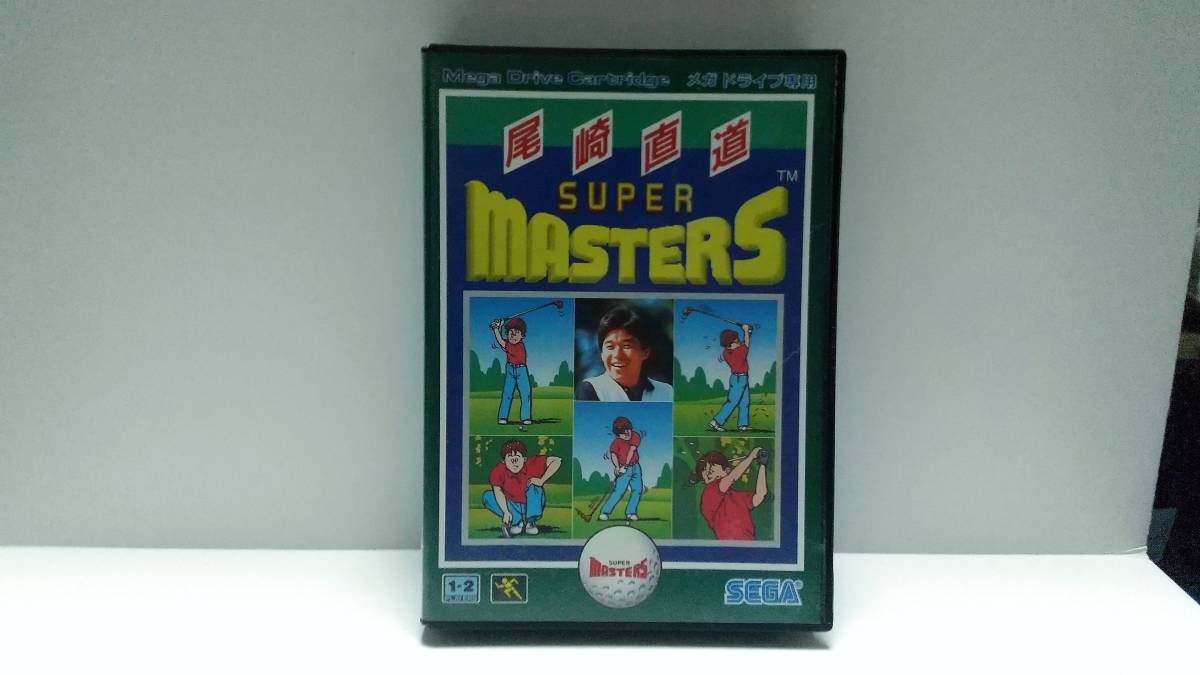 Mega Drive Cartridge メガドライブ専用
尾崎直道
SUPER
MASTERS TM
SUPER
MASTERS
1-2
PLAYERS
SEGA®